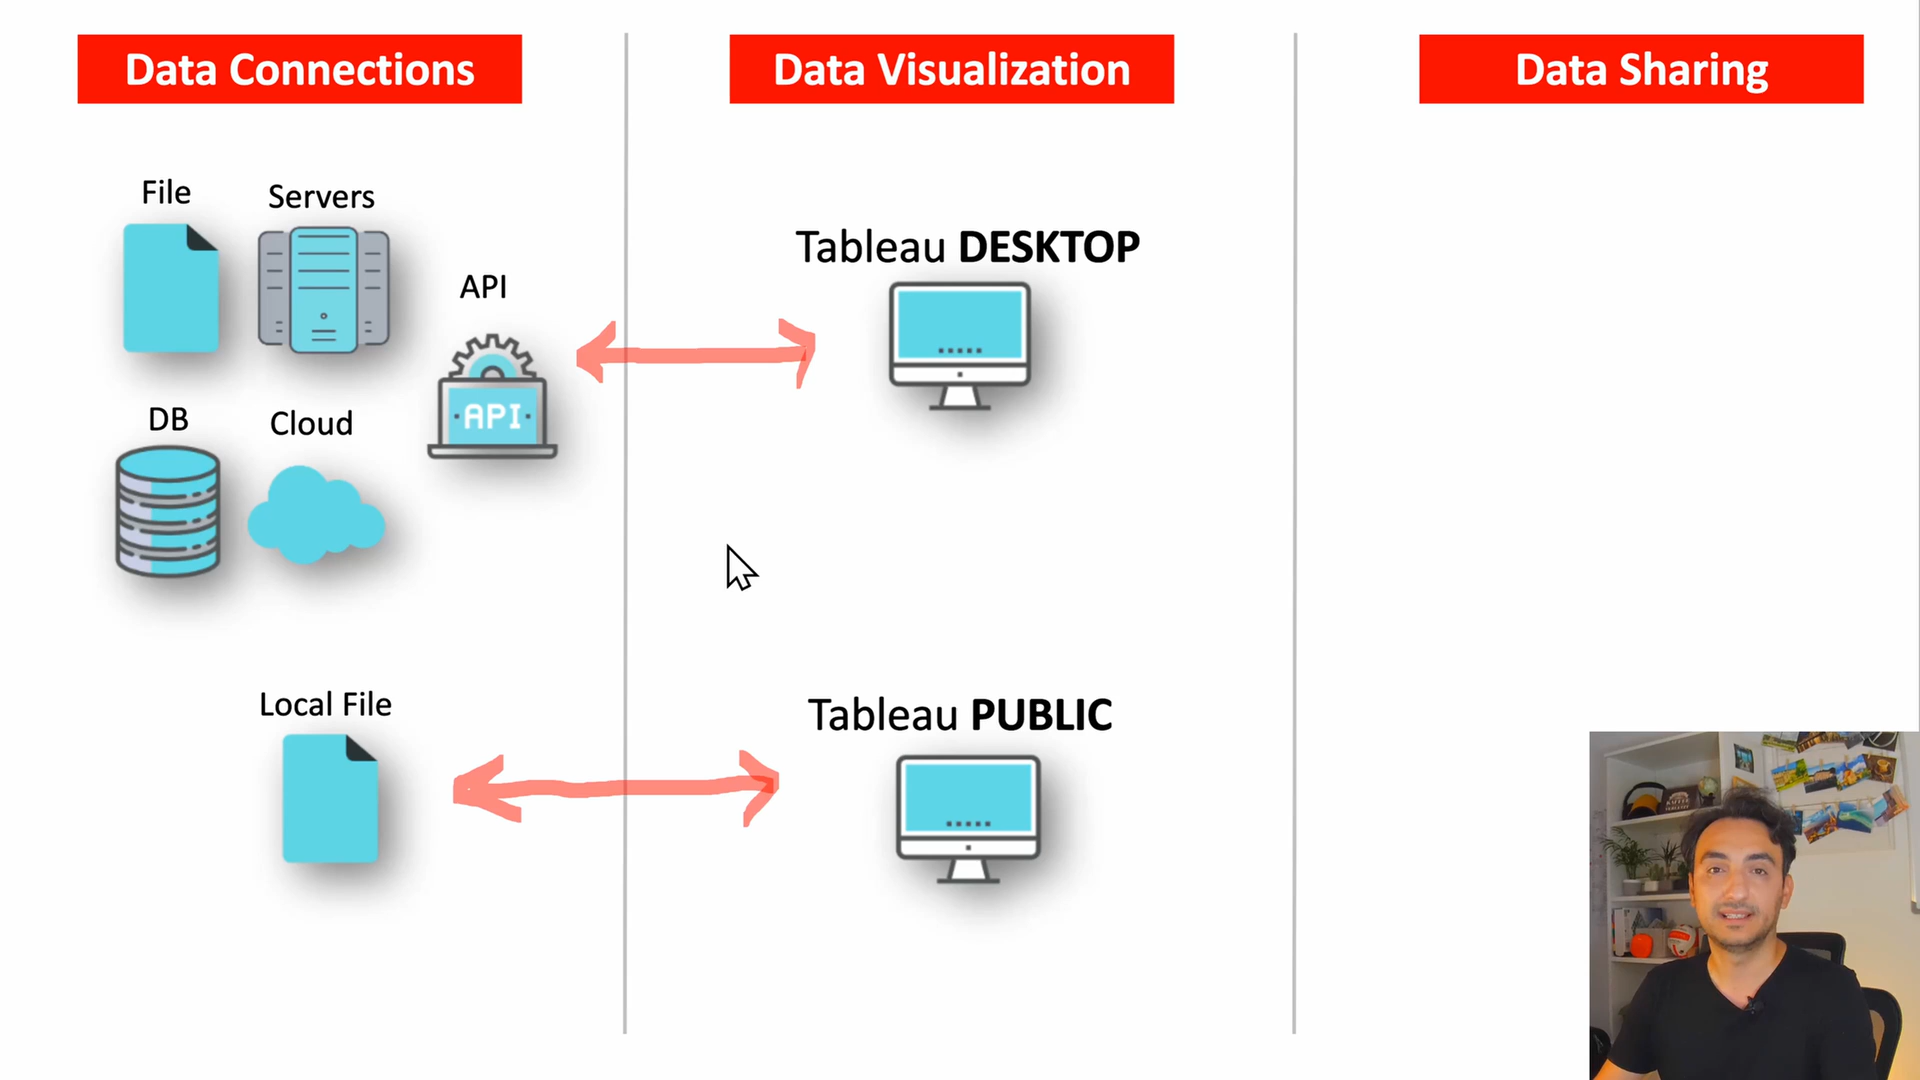 Data Connections
Data Visualization
Data Sharing
File
Servers
API
API
DB
Cloud
Local File
Tableau DESKTOP
Tableau PUBLIC